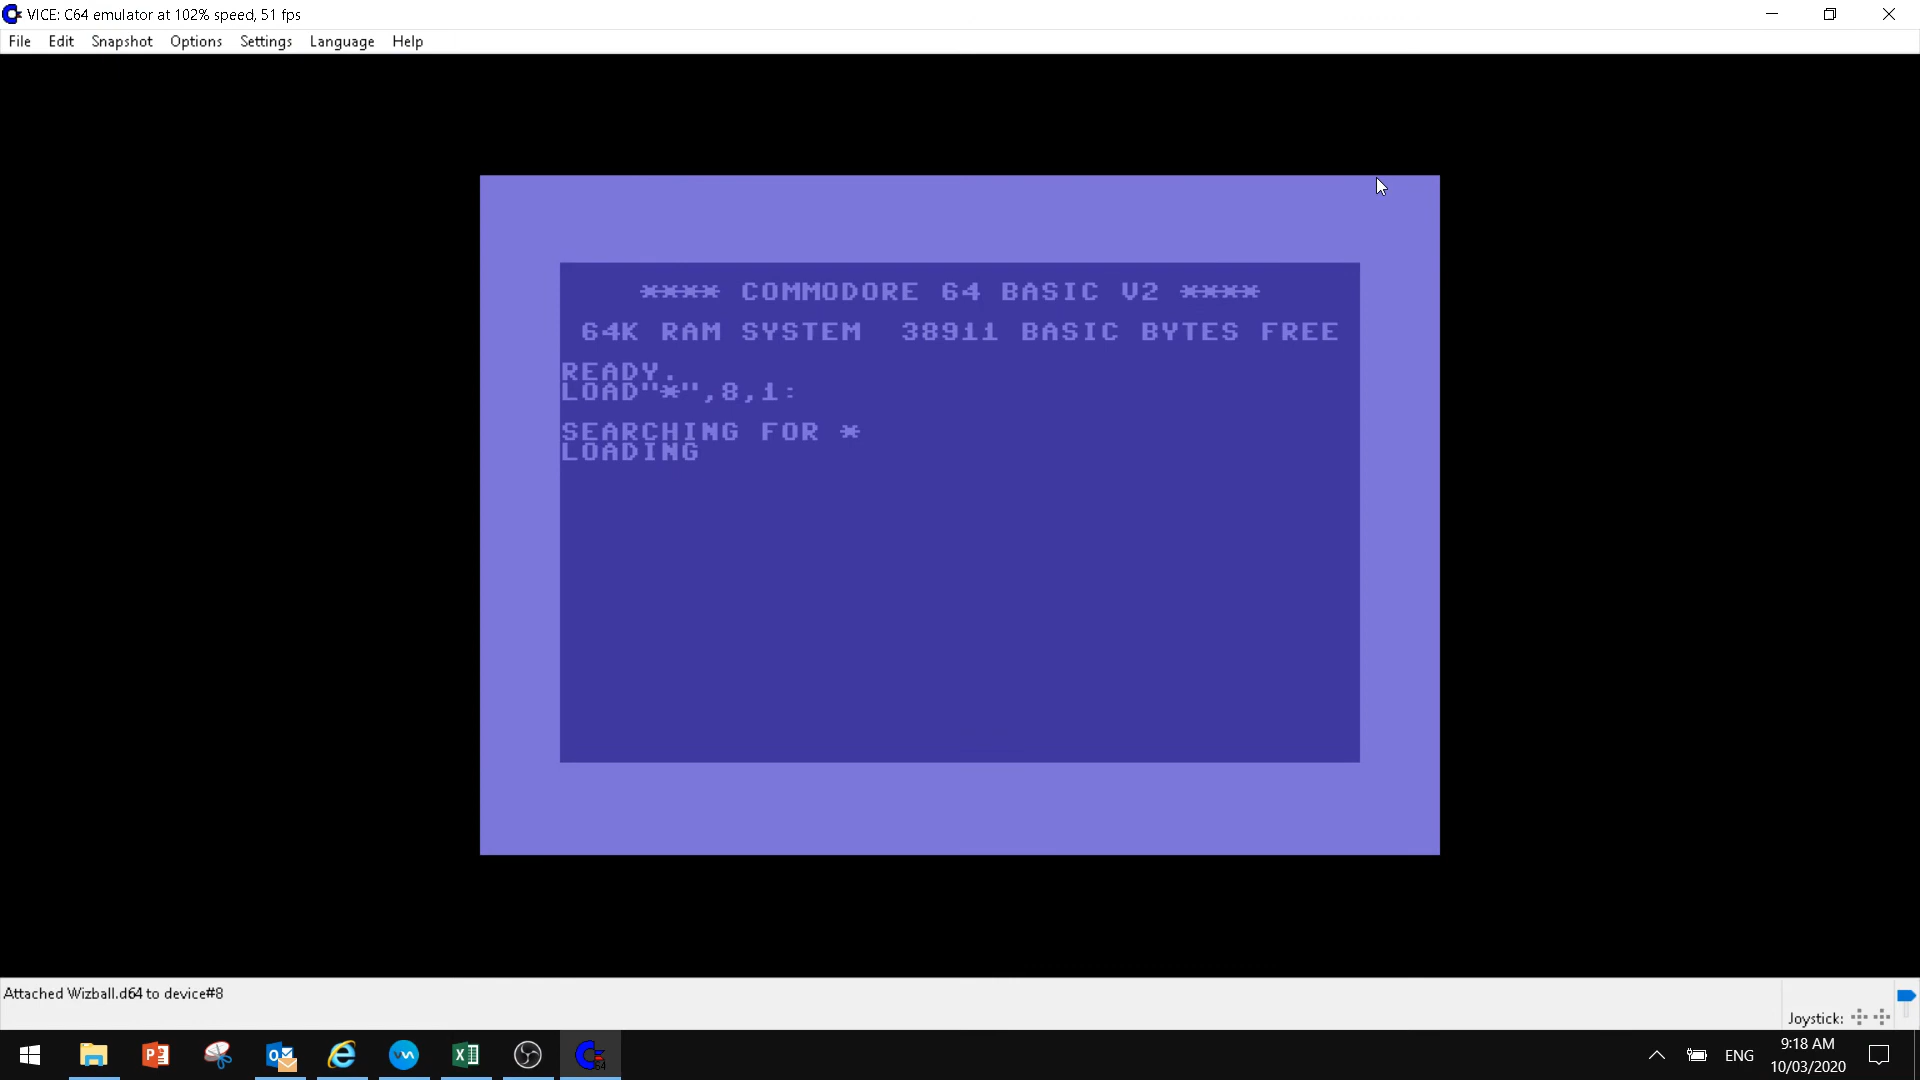 VICE: C64 emulator at 102% speed, 51 fps
File Edit Snapshot Options Settings Language Help
**** COMMODORE 64 BASIC V2 ****
64K RAM SYSTEM 38911 BASIC BYTES FREE
READY.
LOAD"*",8,1:
SEARCHING FOR *
LOADING
Attached Wizball.d64 to device#8
Joystick:
ENG
9:18 AM
10/03/2020